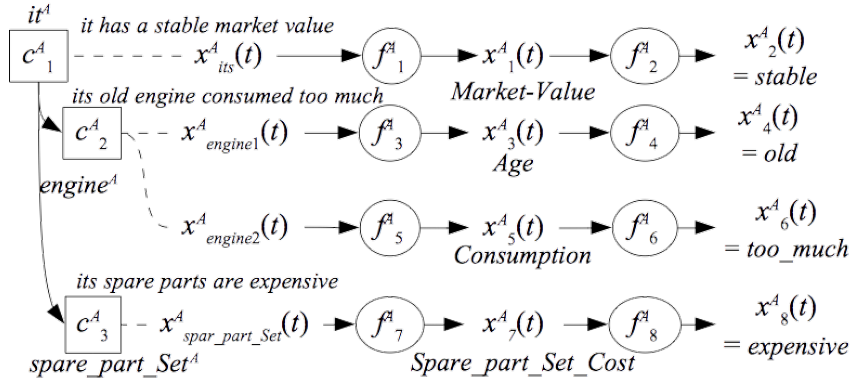 it^A
it has a stable market value
c^A_1 x^A_its(t) f^A_1 x^A_1(t) f^A_2 x^A_2(t)
Market-Value = stable
its old engine consumed too much
c^A_2 x^A_engine1(t) f^A_3 x^A_3(t) f^A_4 x^A_4(t)
Age = old
engine^A
x^A_engine2(t) f^A_5 x^A_5(t) f^A_6 x^A_6(t)
Consumption = too_much
its spare parts are expensive
c^A_3 x^A_spar_part_Set(t) f^A_7 x^A_7(t) f^A_8 x^A_8(t)
spare_part_Set^A Spare_part_Set_Cost = expensive